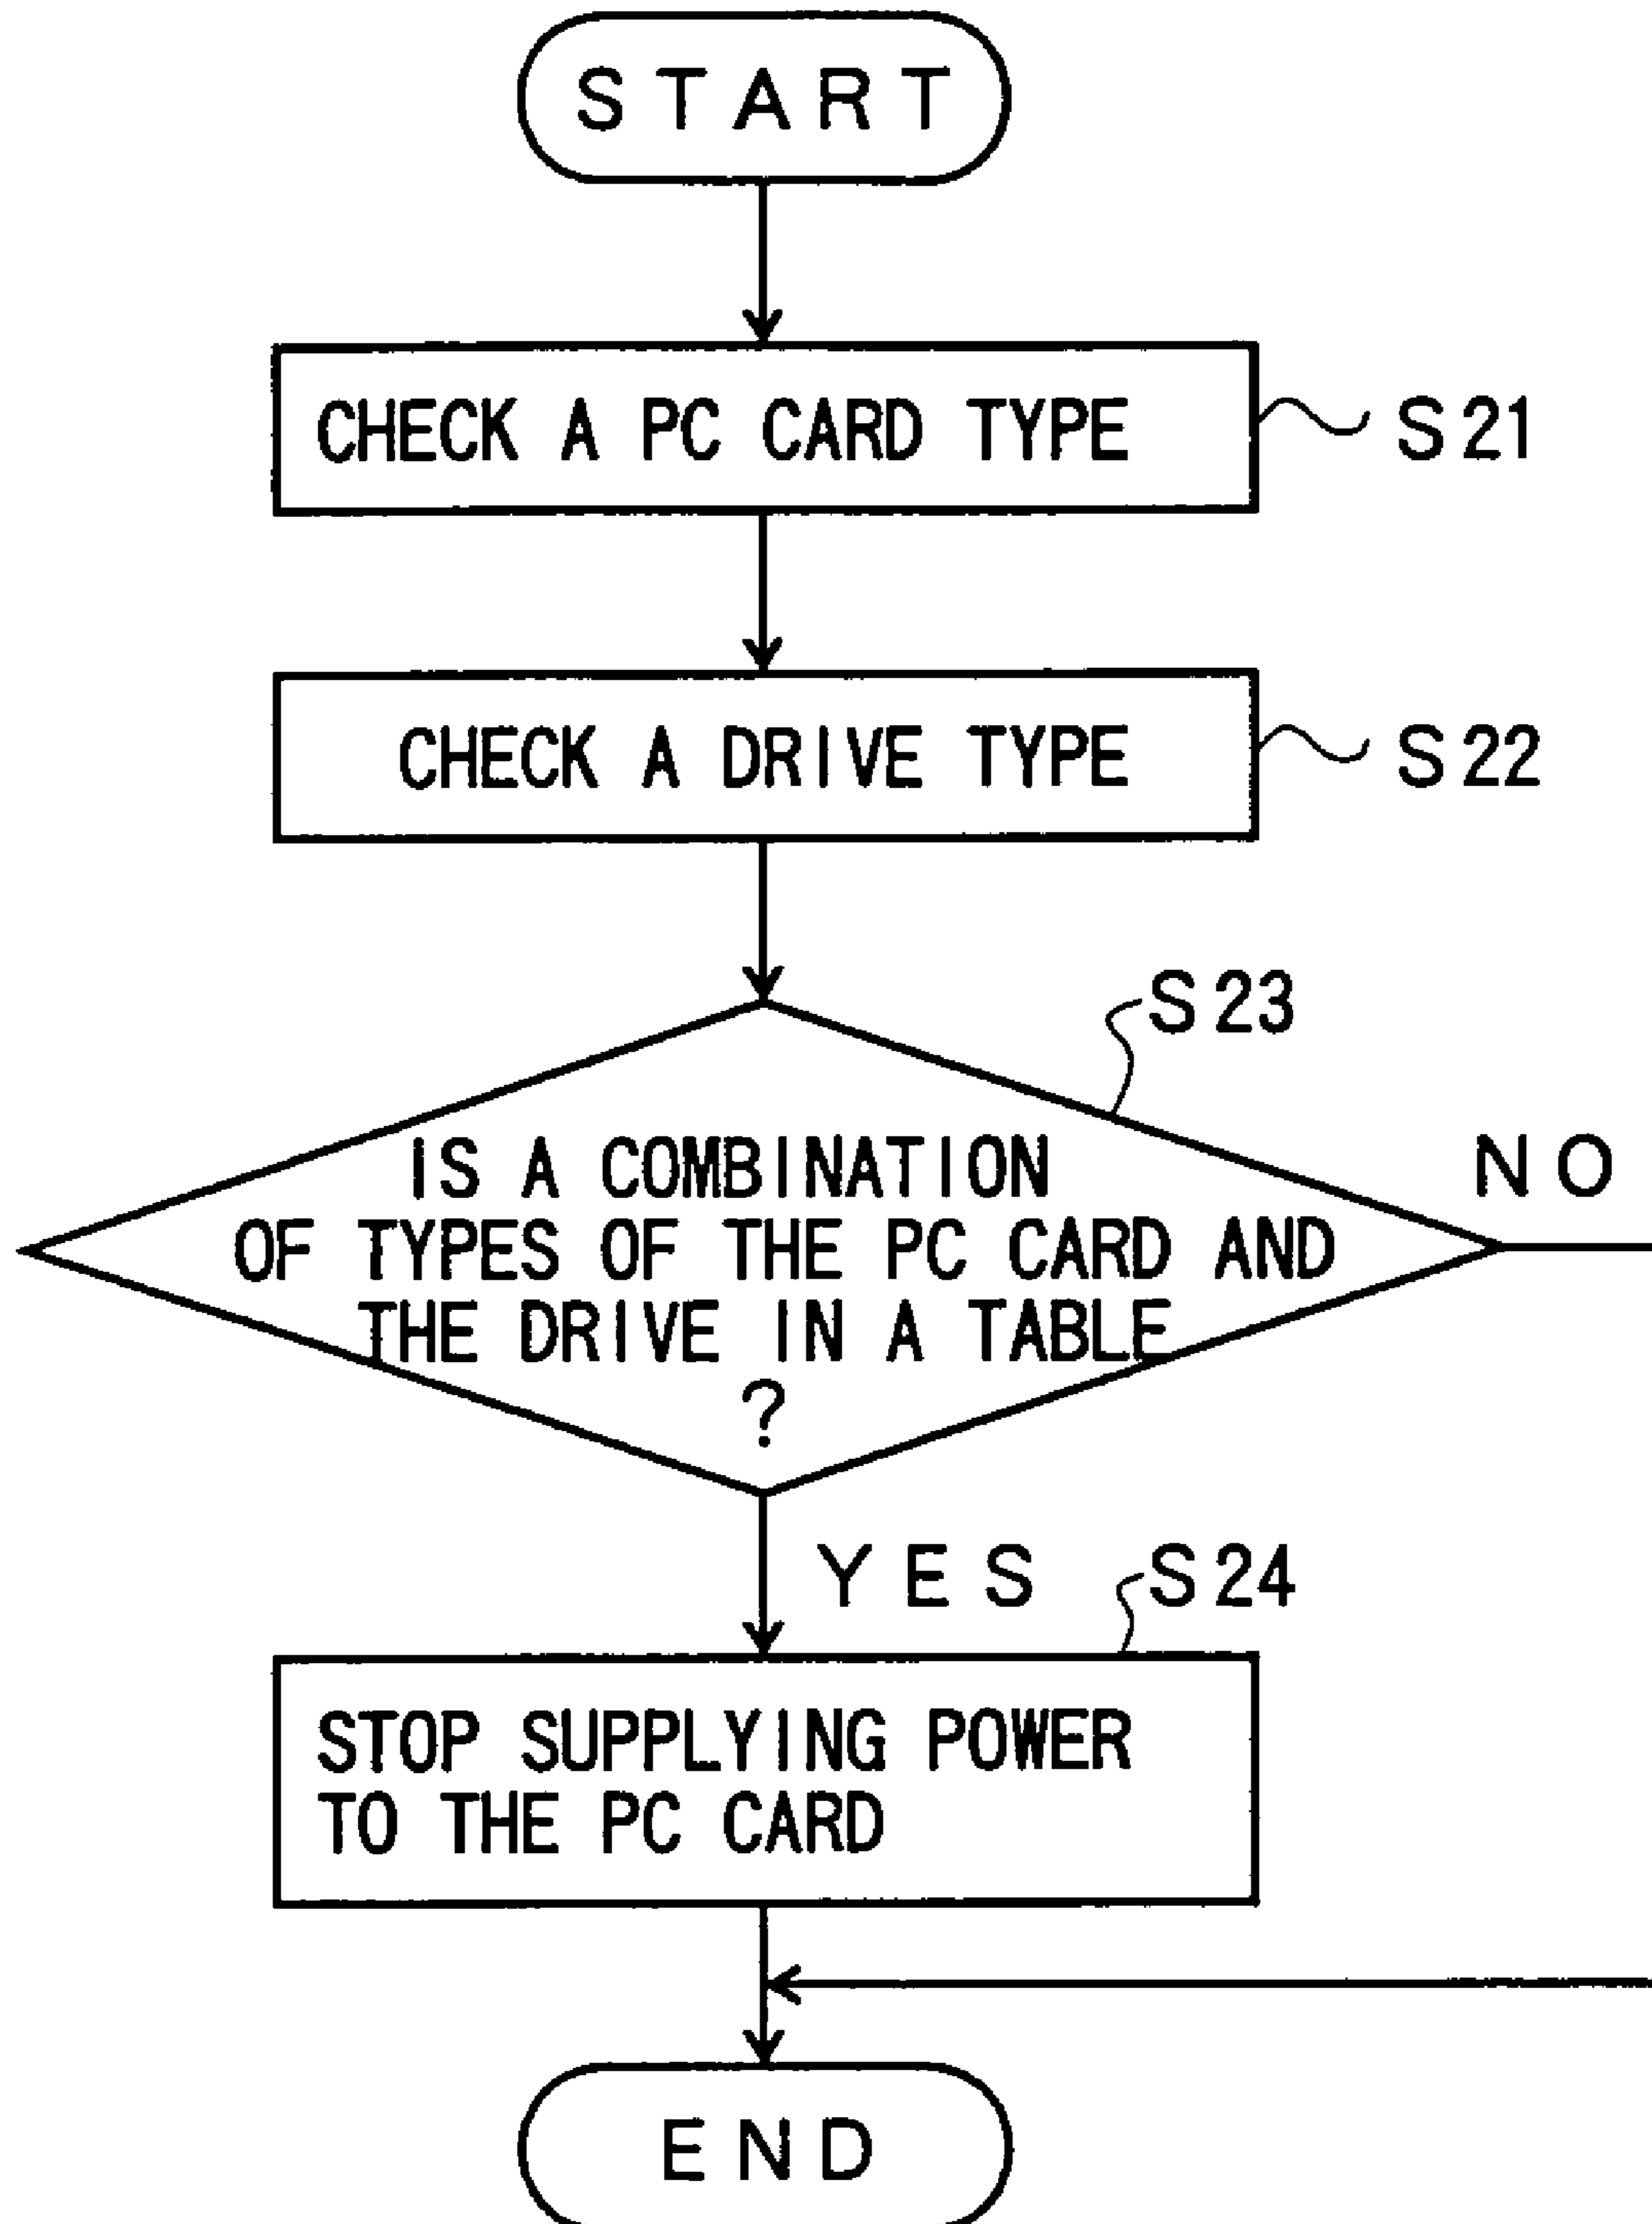 START
CHECK A PC CARD TYPE
S21
CHECK A DRIVE TYPE
S22
S23
IS A COMBINATION
OF TYPES OF THE PC CARD AND
THE DRIVE IN A TABLE
?
NO
YES
S24
STOP SUPPLYING POWER
TO THE PC CARD
END